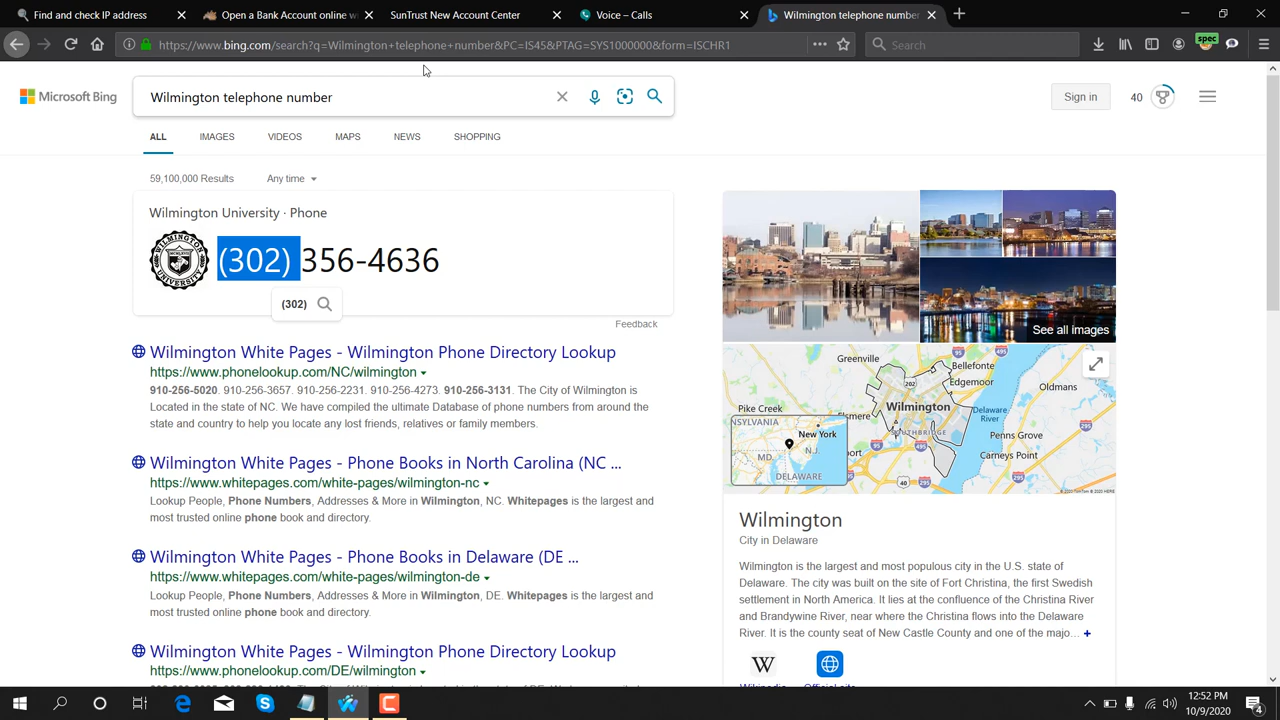 Find and check IP Address
Open a Bank Account online w
SunTrust New Account Center
Voice – Calls
Wilmington telephone number
https://www.bing.com/search?q=Wilmington+telephone+number&PC=IS45&PTAG=SYS1000000&form=ISCHR1
Search
spec
Microsoft Bing
Wilmington telephone number
Sign in
40
ALL
IMAGES
VIDEOS
MAPS
NEWS
SHOPPING
59,100,000 Results
Any time
Wilmington University · Phone
(302) 356-4636
(302)
Feedback
Wilmington White Pages - Wilmington Phone Directory Lookup
https://www.phonelookup.com/NC/wilmington
910-256-5020. 910-256-3657. 910-256-2231. 910-256-4273. 910-256-3131. The City of Wilmington is
Located in the state of NC. We have compiled the ultimate Database of phone numbers from around the
state and country to help you locate any lost friends, relatives or family members.
Wilmington White Pages - Phone Books in North Carolina (NC ...
https://www.whitepages.com/white-pages/wilmington-nc
Lookup People, Phone Numbers, Addresses & More in Wilmington, NC. Whitepages is the largest and
most trusted online phone book and directory.
Wilmington White Pages - Phone Books in Delaware (DE ...
https://www.whitepages.com/white-pages/wilmington-de
Lookup People, Phone Numbers, Addresses & More in Wilmington, DE. Whitepages is the largest and
most trusted online phone book and directory.
Wilmington White Pages - Wilmington Phone Directory Lookup
https://www.phonelookup.com/DE/wilmington
See all images
Greenville
Bellefonte
Edgemoor
Oldmans
Pike Creek
Elsmere
Wilmington
Delaware
River
SOUTHBRIDGE
Penns Grove
Carneys Point
NSYLVANIA
New York
MD.
N.J.
DELAWARE
port
202
95
495
295
40
Wilmington
City in Delaware
Wilmington is the largest and most populous city in the U.S. state of
Delaware. The city was built on the site of Fort Christina, the first Swedish
settlement in North America. It lies at the confluence of the Christina River
and Brandywine River, near where the Christina flows into the Delaware
River. It is the county seat of New Castle County and one of the majo... +
W
12:52 PM
10/9/2020
4